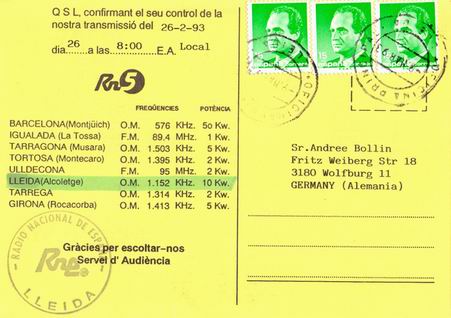 Q S L, confirmant el seu control de la
nostra transmissió del 26-2-93
dia 26 a las 8:00 E.A. Local
Rn5
FREQÜENCIES POTÈNCIA
BARCELONA(Montjüich) O.M. 576 KHz. 50 Kw.
IGUALADA (La Tossa) F.M. 89.4 MHz. 1 Kw.
TARRAGONA (Musara) O.M. 1.503 KHz. 5 Kw.
TORTOSA (Montecaro) O.M. 1.395 KHz. 2 Kw.
ULLDECONA F.M. 95 MHz. 2 Kw.
LLEIDA(Alcoletge) O.M. 1.152 KHz. 10 Kw.
TARREGA O.M. 1.314 KHz. 2 Kw.
GIRONA (Rocacorba) O.M. 1.413 KHz. 5 Kw.
Gràcies per escoltar-nos
Servei d' Audiència
RADIO NACIONAL DE ESPAÑA
Rne
LLEIDA
15
españa
españa
españa
Sr.Andree Bollin
Fritz Weiberg Str 18
3180 Wolfburg 11
GERMANY (Alemania)